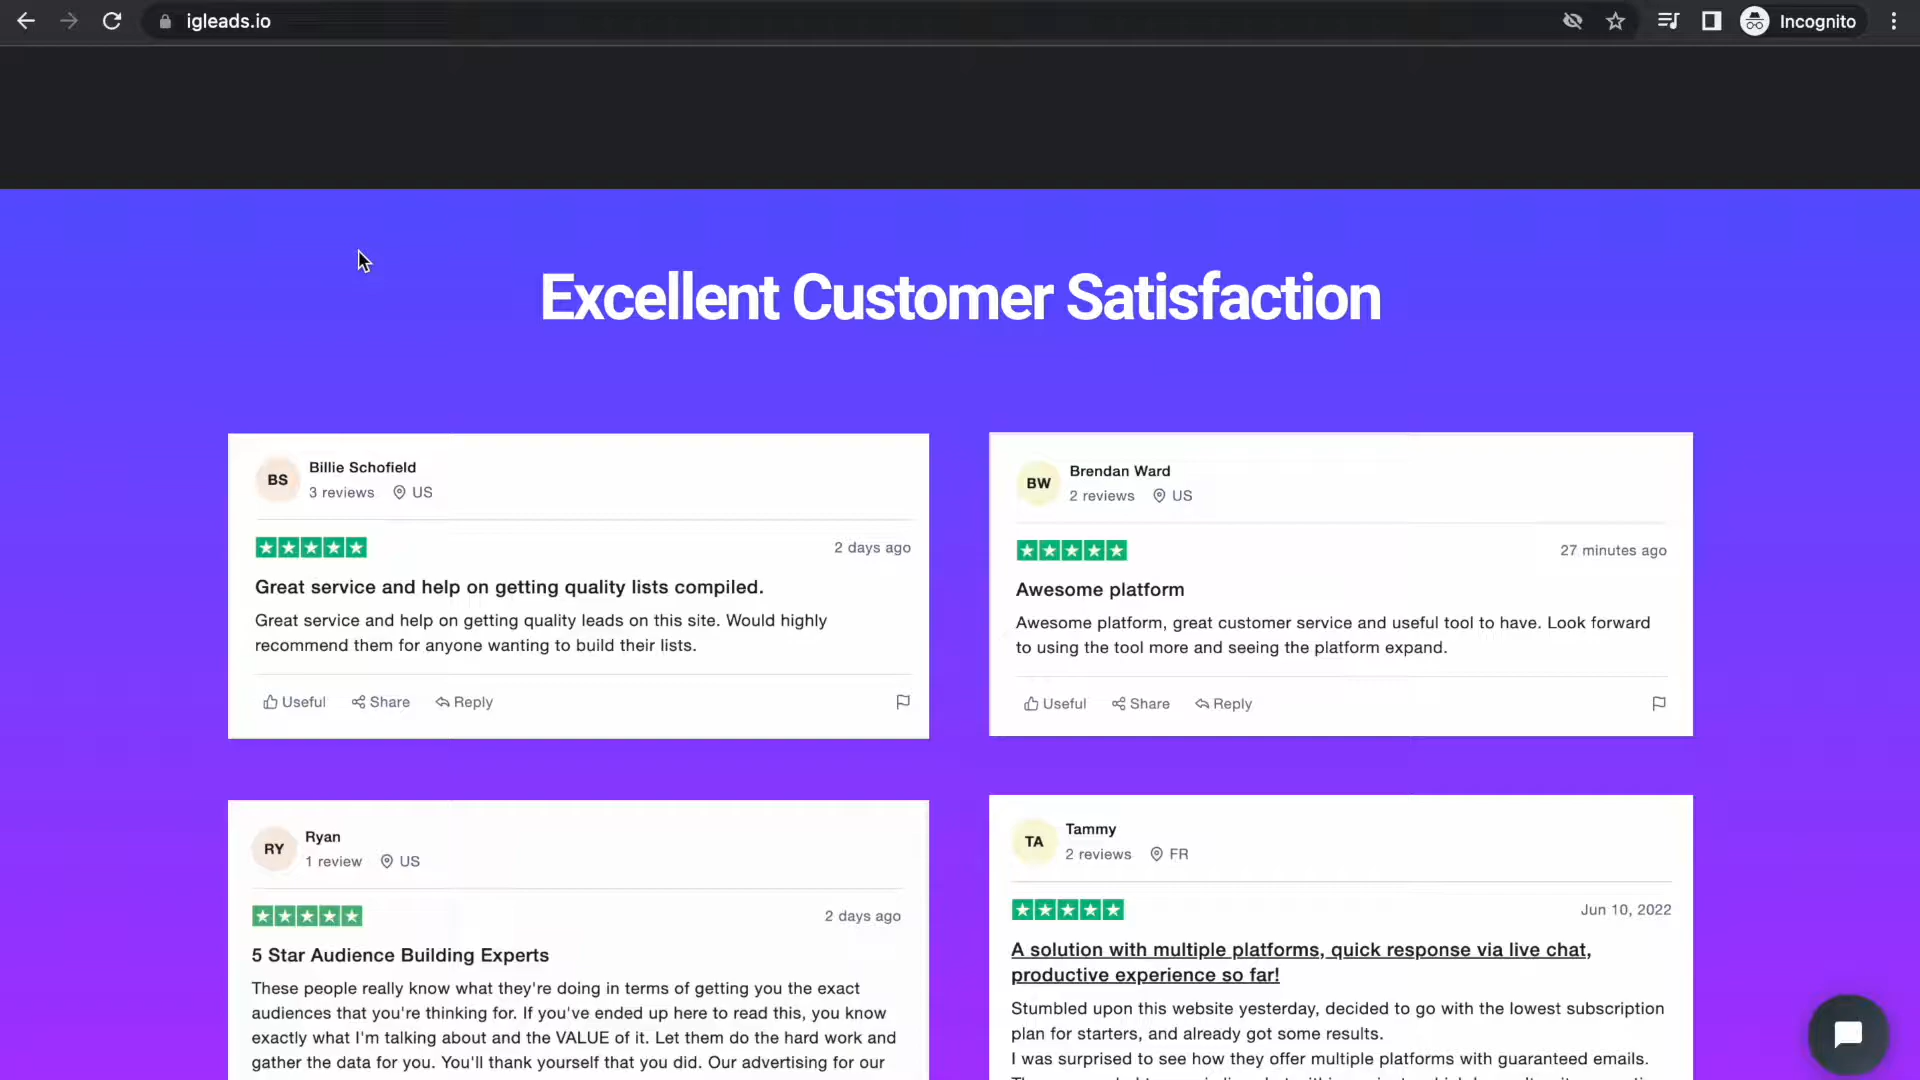 igleads.io
Incognito
Excellent Customer Satisfaction
BS
Billie Schofield
3 reviews US
2 days ago
Great service and help on getting quality lists compiled.
Great service and help on getting quality leads on this site. Would highly
recommend them for anyone wanting to build their lists.
Useful Share Reply
BW
Brendan Ward
2 reviews US
27 minutes ago
Awesome platform
Awesome platform, great customer service and useful tool to have. Look forward
to using the tool more and seeing the platform expand.
Useful Share Reply
RY
Ryan
1 review US
2 days ago
5 Star Audience Building Experts
These people really know what they're doing in terms of getting you the exact
audiences that you're thinking for. If you've ended up here to read this, you know
exactly what I'm talking about and the VALUE of it. Let them do the hard work and
gather the data for you. You'll thank yourself that you did. Our advertising for our
TA
Tammy
2 reviews FR
Jun 10, 2022
A solution with multiple platforms, quick response via live chat,
productive experience so far!
Stumbled upon this website yesterday, decided to go with the lowest subscription
plan for starters, and already got some results.
I was surprised to see how they offer multiple platforms with guaranteed emails.